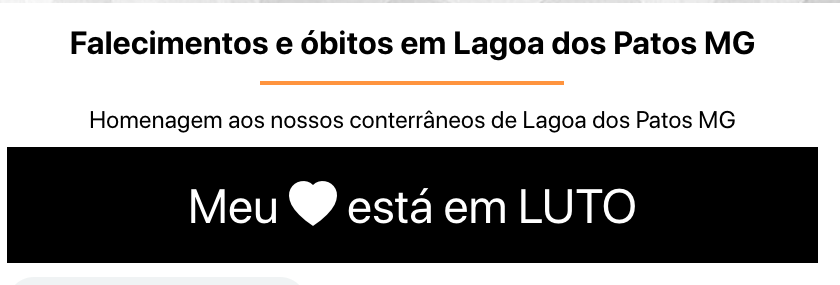 Falecimentos e óbitos em Lagoa dos Patos MG
Homenagem aos nossos conterrâneos de Lagoa dos Patos MG
Meu 🤍 está em LUTO